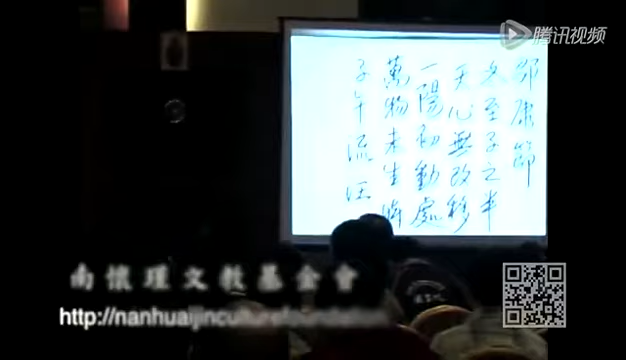 腾讯视频
邵康節
冬至子之半
天心無改移
一陽初動處
萬物未生時
子午流注
南懷瑾文教基金會
http://nanhuaijinculturefoundation